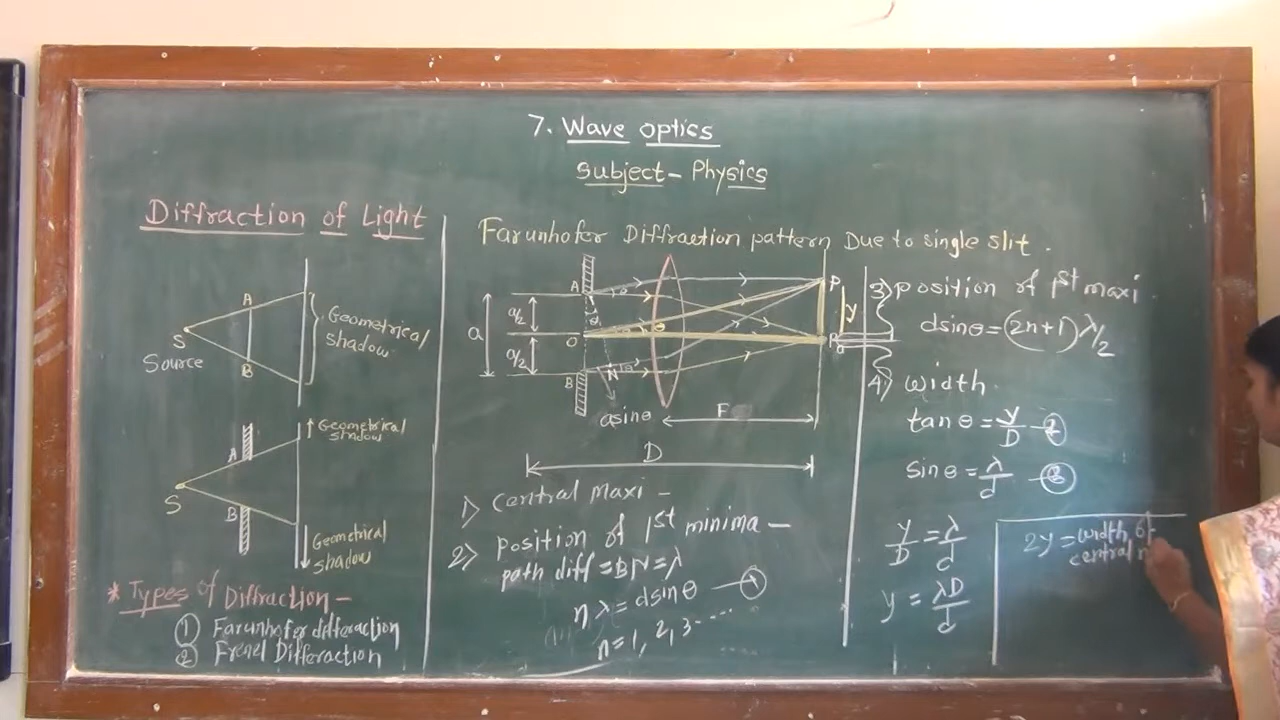 7. Wave optics
Subject - Physics
Diffraction of Light
A
S
Source
B
Geometrical
shadow
Geometrical
shadow
A
S
B
Geometrical
shadow
* Types of Diffraction -
1 Farunhofer differaction
2 Frenel Differaction
Farunhofer Diffraction pattern Due to single slit.
A
a/2
a
O
a/2
B
N
θ
asinθ
F
D
P
y
1) Central maxi -
2) position of 1st minima -
path diff = BN = λ
nλ = dsinθ → 1
n = 1, 2, 3 ....
3) position of 1st maxi
dsinθ = (2n+1) λ/2
4) width
tanθ = y/D - 2
sinθ = λ/d - 3
y/D = λ/d
y = λD/d
2y = width of
central